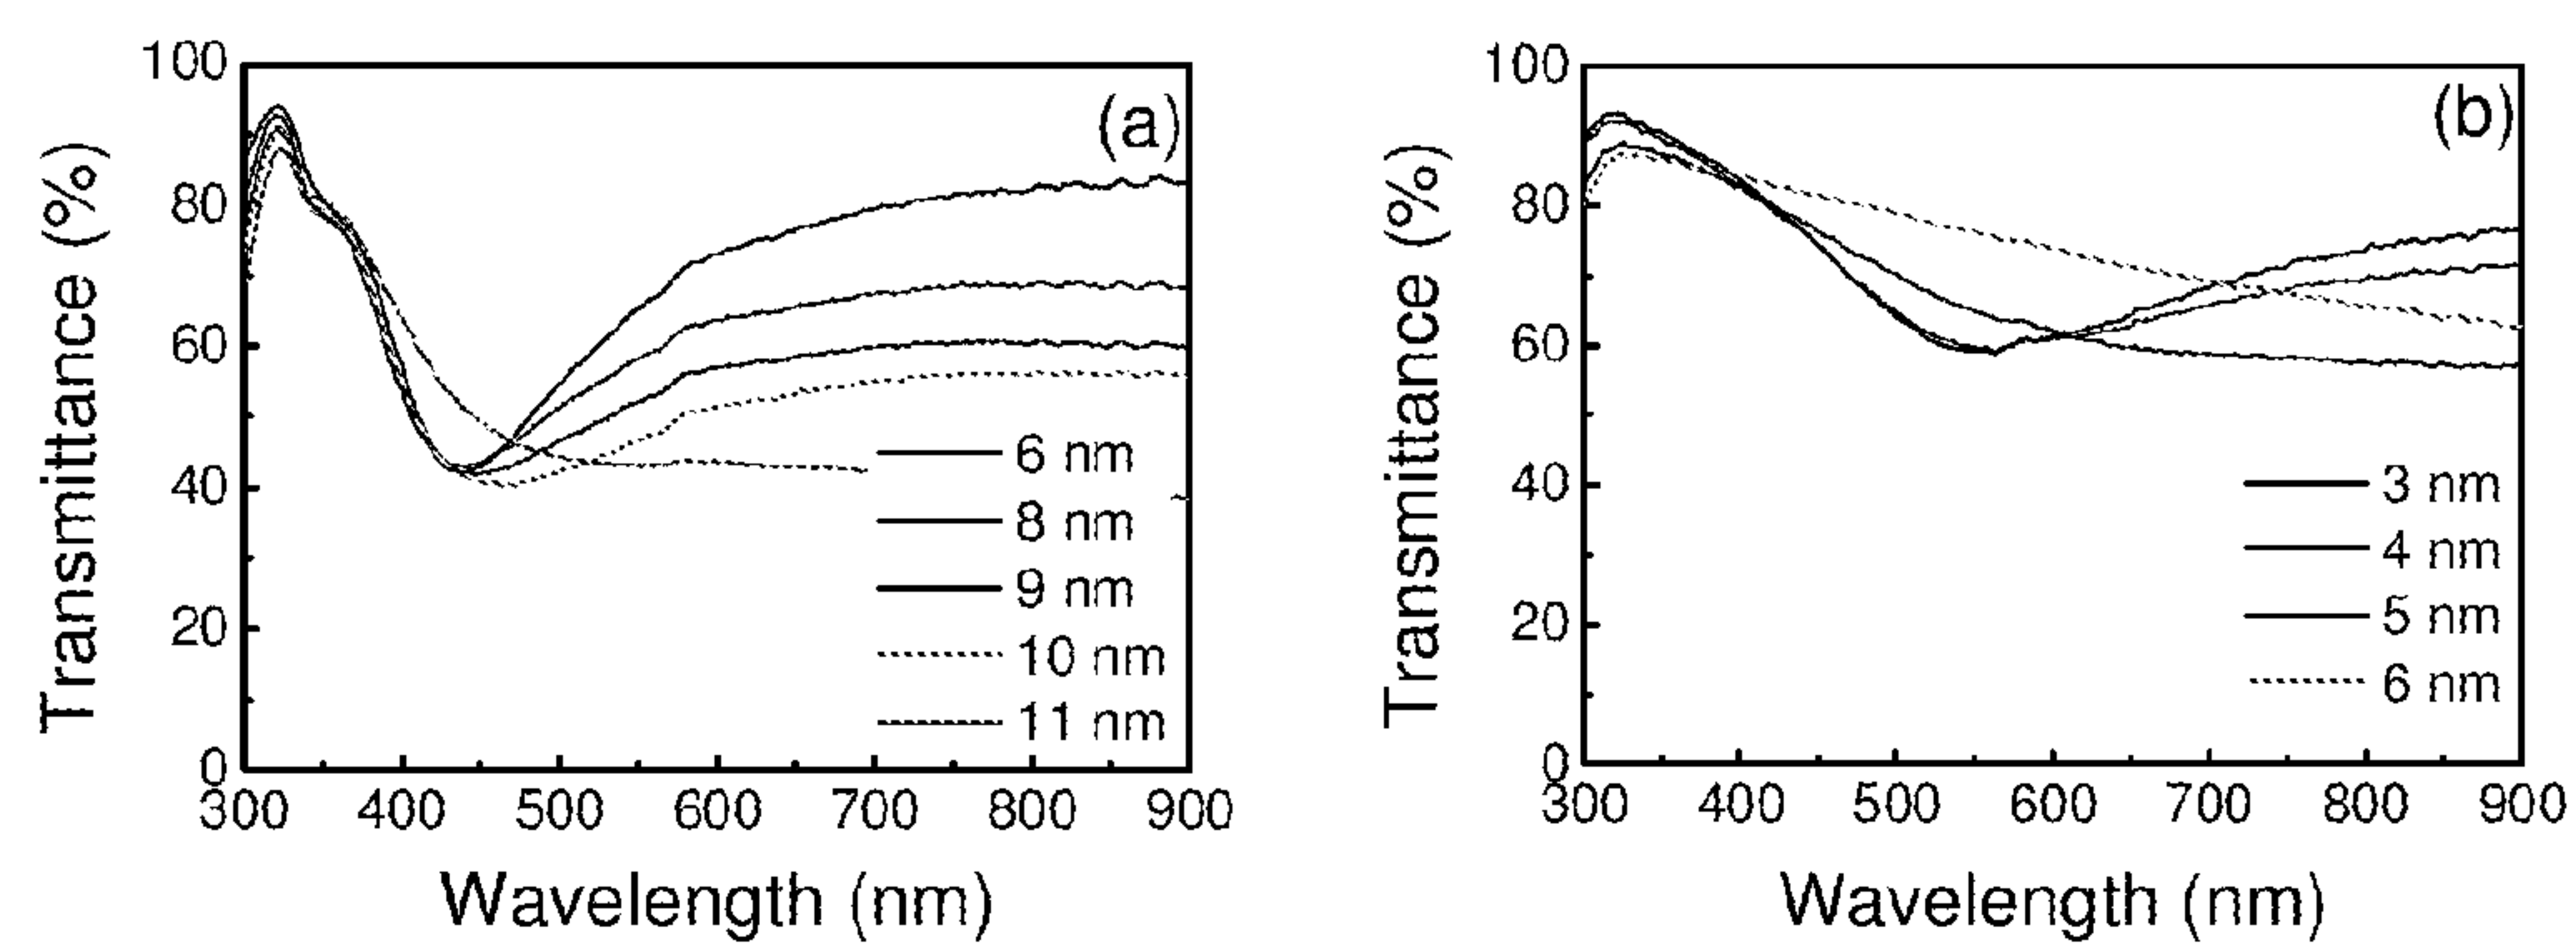 100
80
60
40
20
0
Transmittance (%)
(a)
6 nm
8 nm
9 nm
10 nm
11 nm
300 400 500 600 700 800 900
Wavelength (nm)
100
80
60
40
20
0
Transmittance (%)
(b)
3 nm
4 nm
5 nm
6 nm
300 400 500 600 700 800 900
Wavelength (nm)